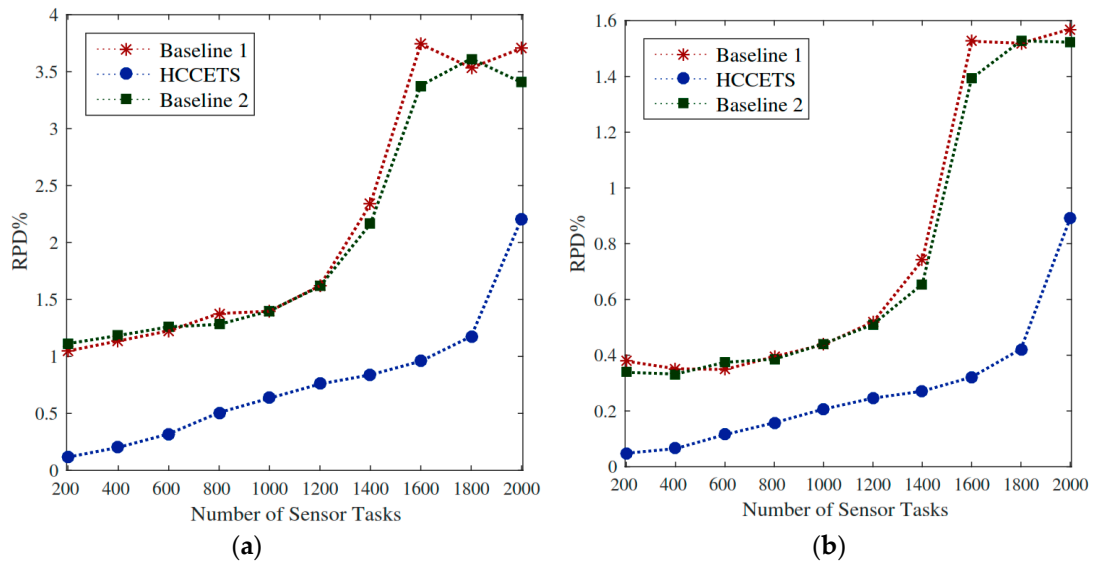 4
3.5
3
2.5
2
1.5
1
0.5
0
RPD%
Baseline 1
HCCETS
Baseline 2
200 400 600 800 1000 1200 1400 1600 1800 2000
Number of Sensor Tasks
(a)
1.6
1.4
1.2
1
0.8
0.6
0.4
0.2
0
RPD%
Baseline 1
HCCETS
Baseline 2
200 400 600 800 1000 1200 1400 1600 1800 2000
Number of Sensor Tasks
(b)